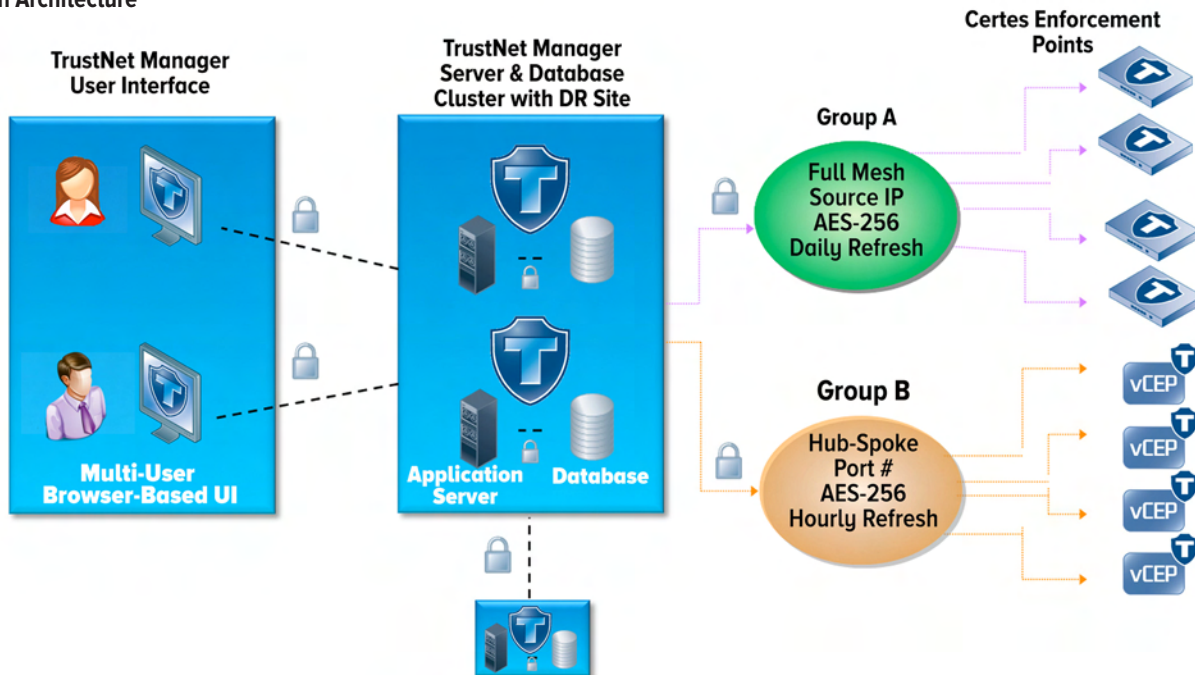 Architecture
TrustNet Manager
User Interface
Multi-User
Browser-Based UI
TrustNet Manager
Server & Database
Cluster with DR Site
T
T
Application
Server
Database
T
Group A
Full Mesh
Source IP
AES-256
Daily Refresh
Group B
Hub-Spoke
Port #
AES-256
Hourly Refresh
Certes Enforcement
Points
T
T
T
T
vCEP
T
vCEP
T
vCEP
T
vCEP
T